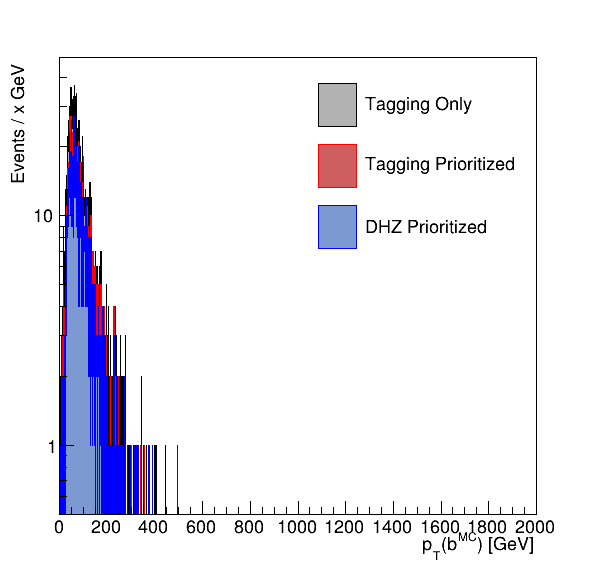 Events / x GeV
Tagging Only
Tagging Prioritized
DHZ Prioritized
10
1
0 200 400 600 800 1000 1200 1400 1600 1800 2000
p_T(b^MC) [GeV]